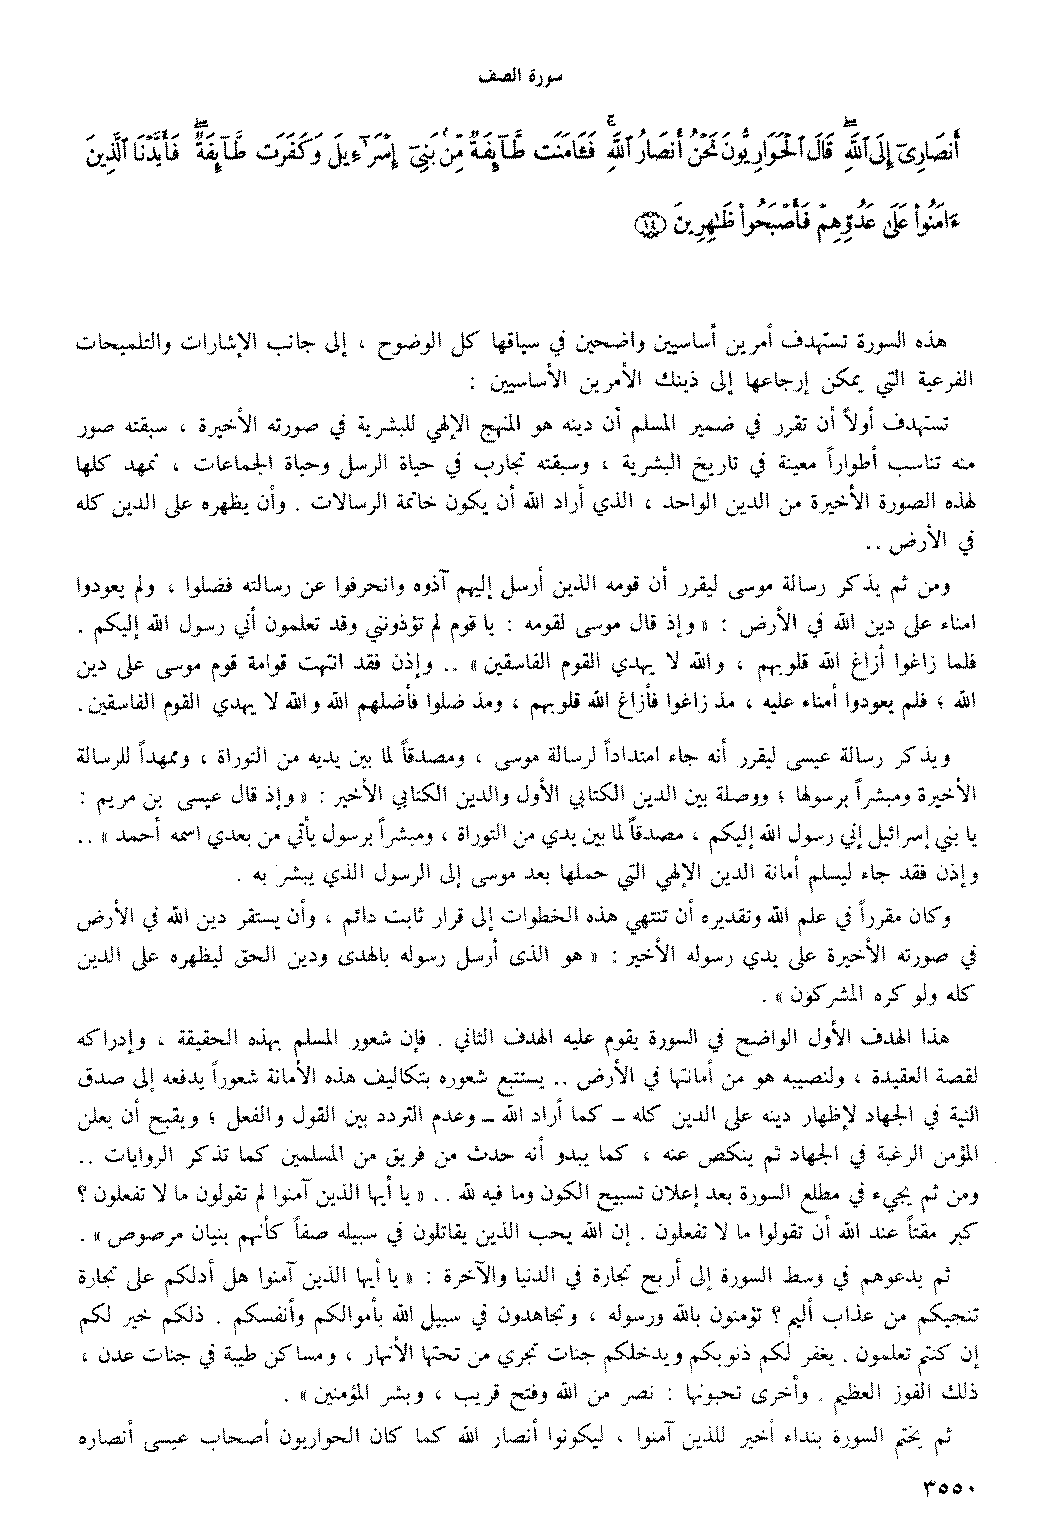 سورة الصف
أَنصَارِىٓ إِلَى ٱللَّهِ ۖ قَالَ ٱلْحَوَارِيُّونَ نَحْنُ أَنصَارُ ٱللَّهِ ۚ فَـَٔامَنَت طَّآئِفَةٌ مِّنۢ بَنِىٓ إِسْرَٰٓءِيلَ وَكَفَرَت طَّآئِفَةٌ ۖ فَأَيَّدْنَا ٱلَّذِينَ
ءَامَنُوا۟ عَلَىٰ عَدُوِّهِمْ فَأَصْبَحُوا۟ ظَـٰهِرِينَ ۝١٤
هذه السورة تستهدف أمرين أساسيين واضحين في سياقها كل الوضوح ، إلى جانب الإشارات والتلميحات
الفرعية التي يمكن إرجاعها إلى ذينك الأمرين الأساسيين :
تستهدف أولاً أن تقرر في ضمير المسلم أن دينه هو المنهج الإلهي للبشرية في صورته الأخيرة ، سبقته صور
منه تناسب أطواراً معينة في تاريخ البشرية ، وسبقته تجارب في حياة الرسل وحياة الجماعات ، تمهد كلها
لهذه الصورة الأخيرة من الدين الواحد ، الذي أراد الله أن يكون خاتمة الرسالات . وأن يظهره على الدين كله
في الأرض ..
ومن ثم يذكر رسالة موسى ليقرر أن قومه الذين أرسل إليهم آذوه وانحرفوا عن رسالته فضلوا ، ولم يعودوا
امناء على دين الله في الأرض : « وإذ قال موسى لقومه : يا قوم لم تؤذونني وقد تعلمون أني رسول الله إليكم .
فلما زاغوا أزاغ الله قلوبهم ، والله لا يهدي القوم الفاسقين » .. وإذن فقد انتهت قوامة قوم موسى على دين
الله ؛ فلم يعودوا أمناء عليه ، مذ زاغوا فأزاغ الله قلوبهم ، ومذ ضلوا فأضلهم الله والله لا يهدي القوم الفاسقين.
ويذكر رسالة عيسى ليقرر أنه جاء امتداداً لرسالة موسى ، ومصدقاً لما بين يديه من التوراة ، وممهداً للرسالة
الأخيرة ومبشراً برسولها ؛ ووصلة بين الدين الكتابي الأول والدين الكتابي الأخير : « وإذ قال عيسى بن مريم :
يا بني إسرائيل إني رسول الله إليكم ، مصدقاً لما بين يدي من التوراة ، ومبشراً برسول يأتي من بعدي اسمه أحمد » ..
وإذن فقد جاء ليسلم أمانة الدين الإلهي التي حملها بعد موسى إلى الرسول الذي يبشر به .
وكان مقرراً في علم الله وتقديره أن تنتهي هذه الخطوات إلى قرار ثابت دائم ، وأن يستقر دين الله في الأرض
في صورته الأخيرة على يدي رسوله الأخير : « هو الذى أرسل رسوله بالهدى ودين الحق ليظهره على الدين
كله ولو كره المشركون » .
هذا الهدف الأول الواضح في السورة يقوم عليه الهدف الثاني . فإن شعور المسلم بهذه الحقيقة ، وإدراكه
لقصة العقيدة ، ولنصيبه هو من أمانتها في الأرض .. يستتبع شعوره بتكاليف هذه الأمانة شعوراً يدفعه إلى صدق
النية في الجهاد لإظهار دينه على الدين كله – كما أراد الله – وعدم التردد بين القول والفعل ؛ ويقبح أن يعلن
المؤمن الرغبة في الجهاد ثم ينكص عنه ، كما يبدو أنه حدث من فريق من المسلمين كما تذكر الروايات ..
ومن ثم يجيء في مطلع السورة بعد إعلان تسبيح الكون وما فيه لله .. « يا أيها الذين آمنوا لم تقولون ما لا تفعلون ؟
كبر مقتاً عند الله أن تقولوا ما لا تفعلون . إن الله يحب الذين يقاتلون في سبيله صفاً كأنهم بنيان مرصوص » .
ثم يدعوهم في وسط السورة إلى أربح تجارة في الدنيا والآخرة : « يا أيها الذين آمنوا هل أدلكم على تجارة
تنجيكم من عذاب أليم ؟ تؤمنون بالله ورسوله ، وتجاهدون في سبيل الله بأموالكم وأنفسكم . ذلكم خير لكم
إن كنتم تعلمون . يغفر لكم ذنوبكم ويدخلكم جنات تجري من تحتها الأنهار ، ومساكن طيبة في جنات عدن ،
ذلك الفوز العظيم . وأخرى تحبونها : نصر من الله وفتح قريب ، وبشر المؤمنين » .
ثم يختم السورة بنداء أخير للذين آمنوا ، ليكونوا أنصار الله كما كان الحواريون أصحاب عيسى أنصاره
٣٥٥٠